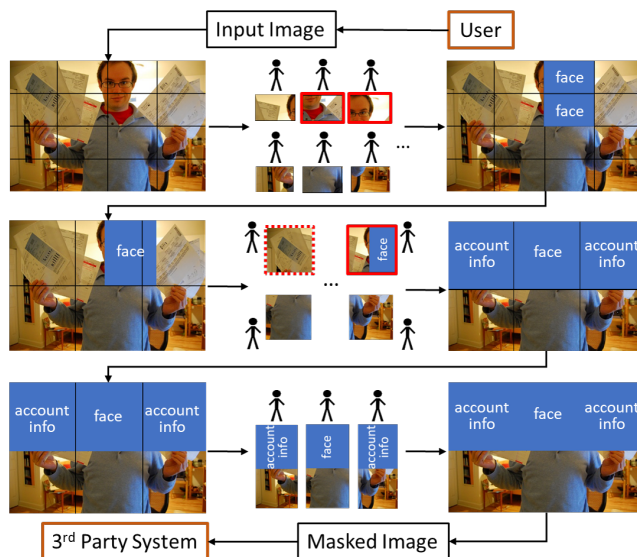 Input Image
User
face
face
...
face
face
...
account
info
face
account
info
account
info
face
account
info
account
info
face
account
info
account
info
face
account
info
3rd Party System
Masked Image